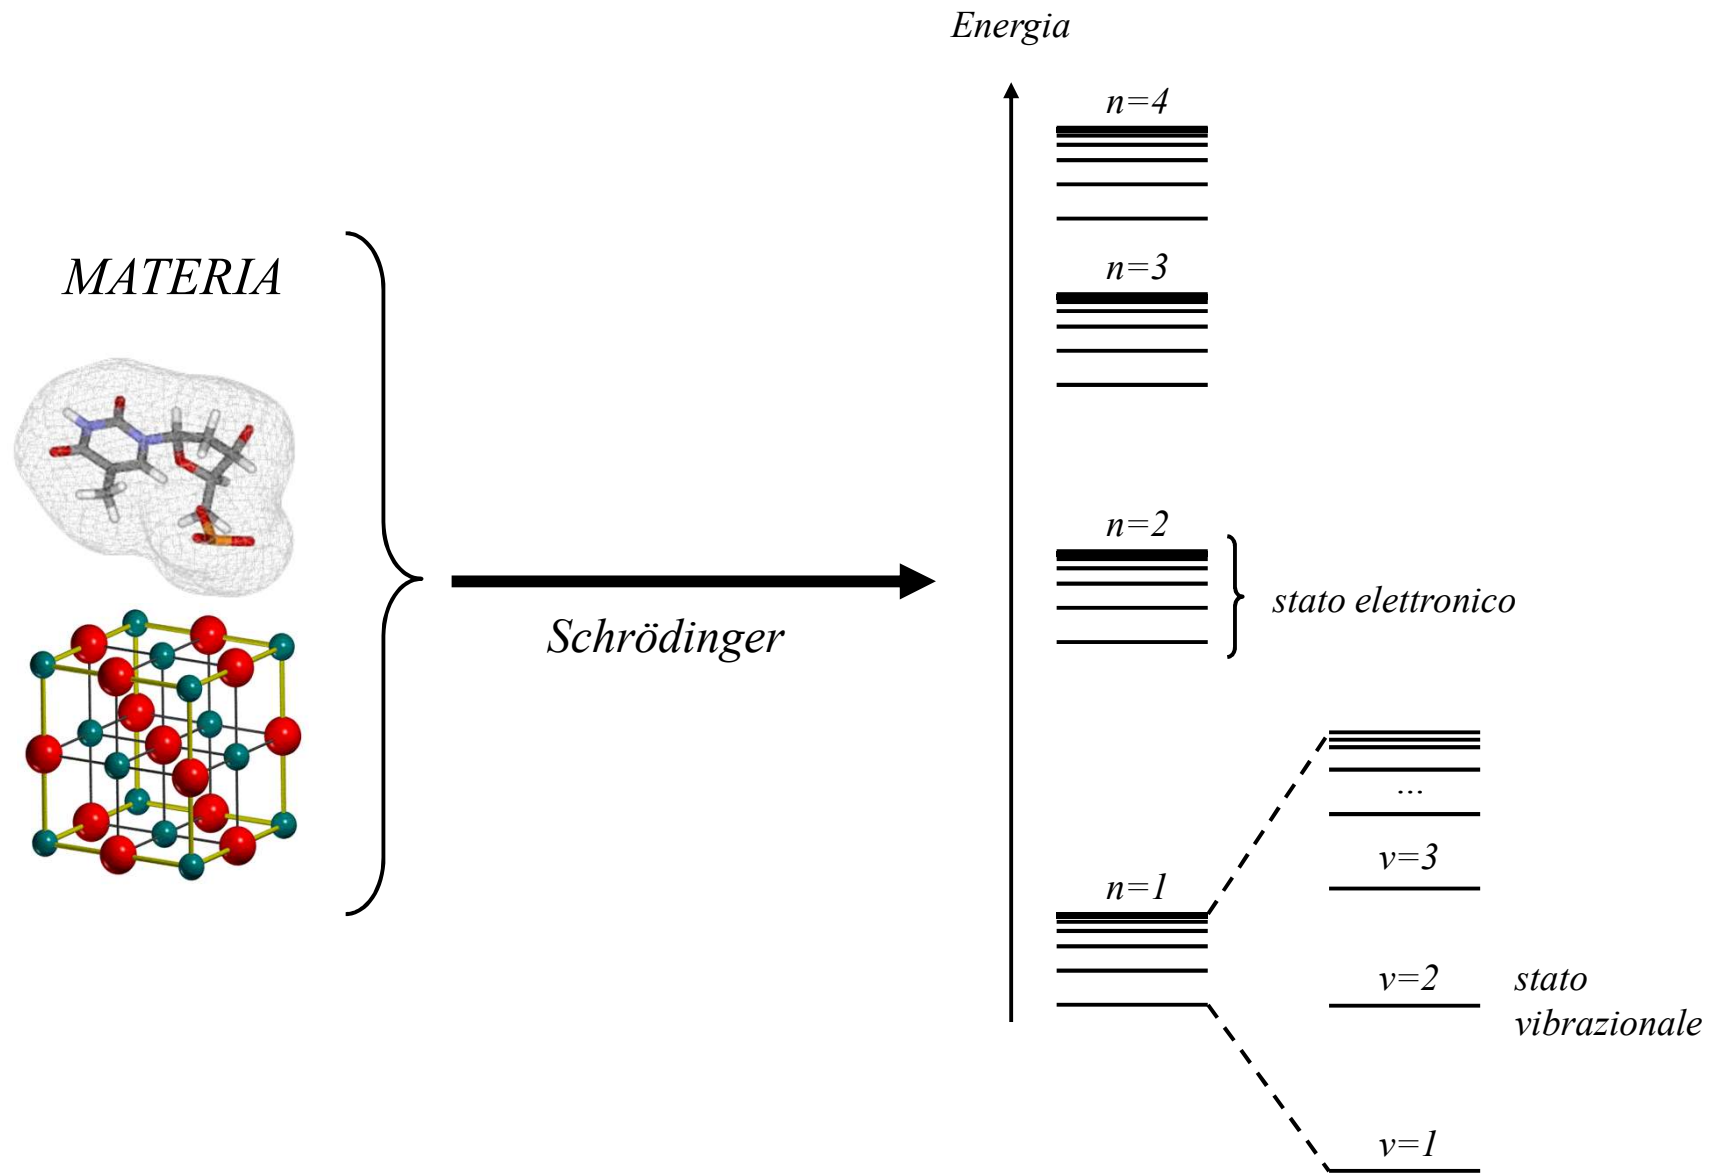 Energia
n=4
MATERIA
n=3
n=2
stato elettronico
Schrödinger
...
v=3
n=1
v=2
stato
vibrazionale
v=1